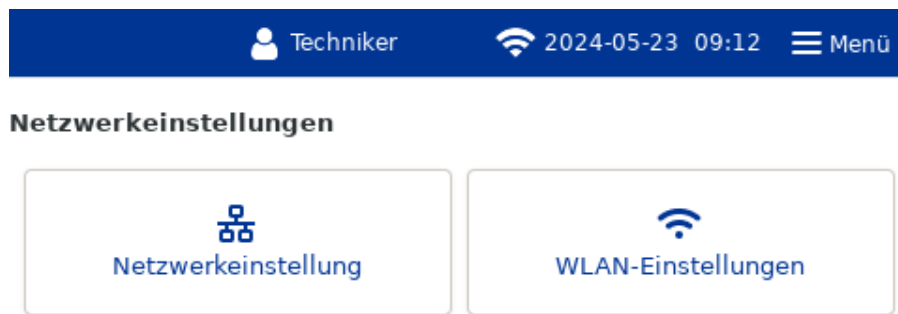 Techniker 2024-05-23 09:12 Menü
Netzwerkeinstellungen
Netzwerkeinstellung WLAN-Einstellungen